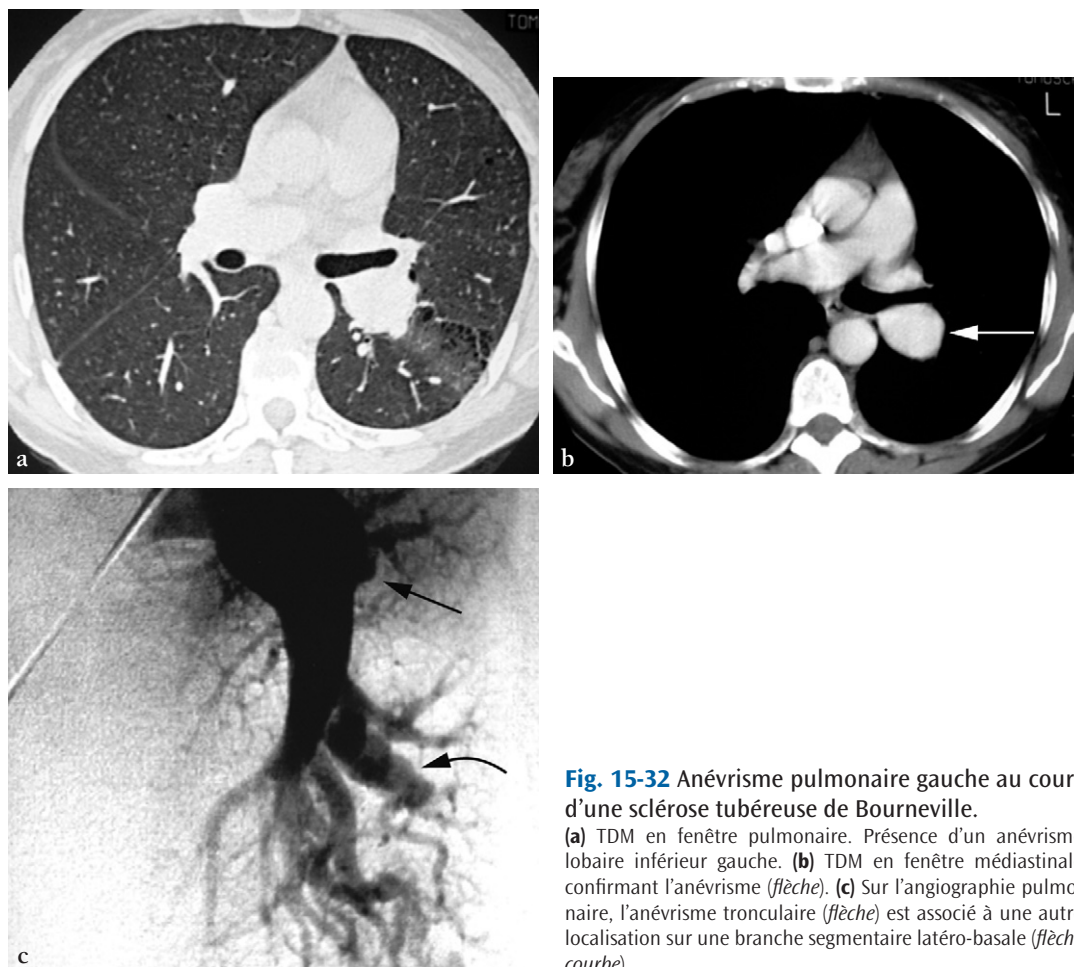 TOM
L
a
b
c
Fig. 15-32 Anévrisme pulmonaire gauche au cour
d'une sclérose tubéreuse de Bourneville.
(a) TDM en fenêtre pulmonaire. Présence d'un anévrism
lobaire inférieur gauche. (b) TDM en fenêtre médiastinal
confirmant l'anévrisme (flèche). (c) Sur l'angiographie pulmo
naire, l'anévrisme tronculaire (flèche) est associé à une autr
localisation sur une branche segmentaire latéro-basale (flèch
courbe)